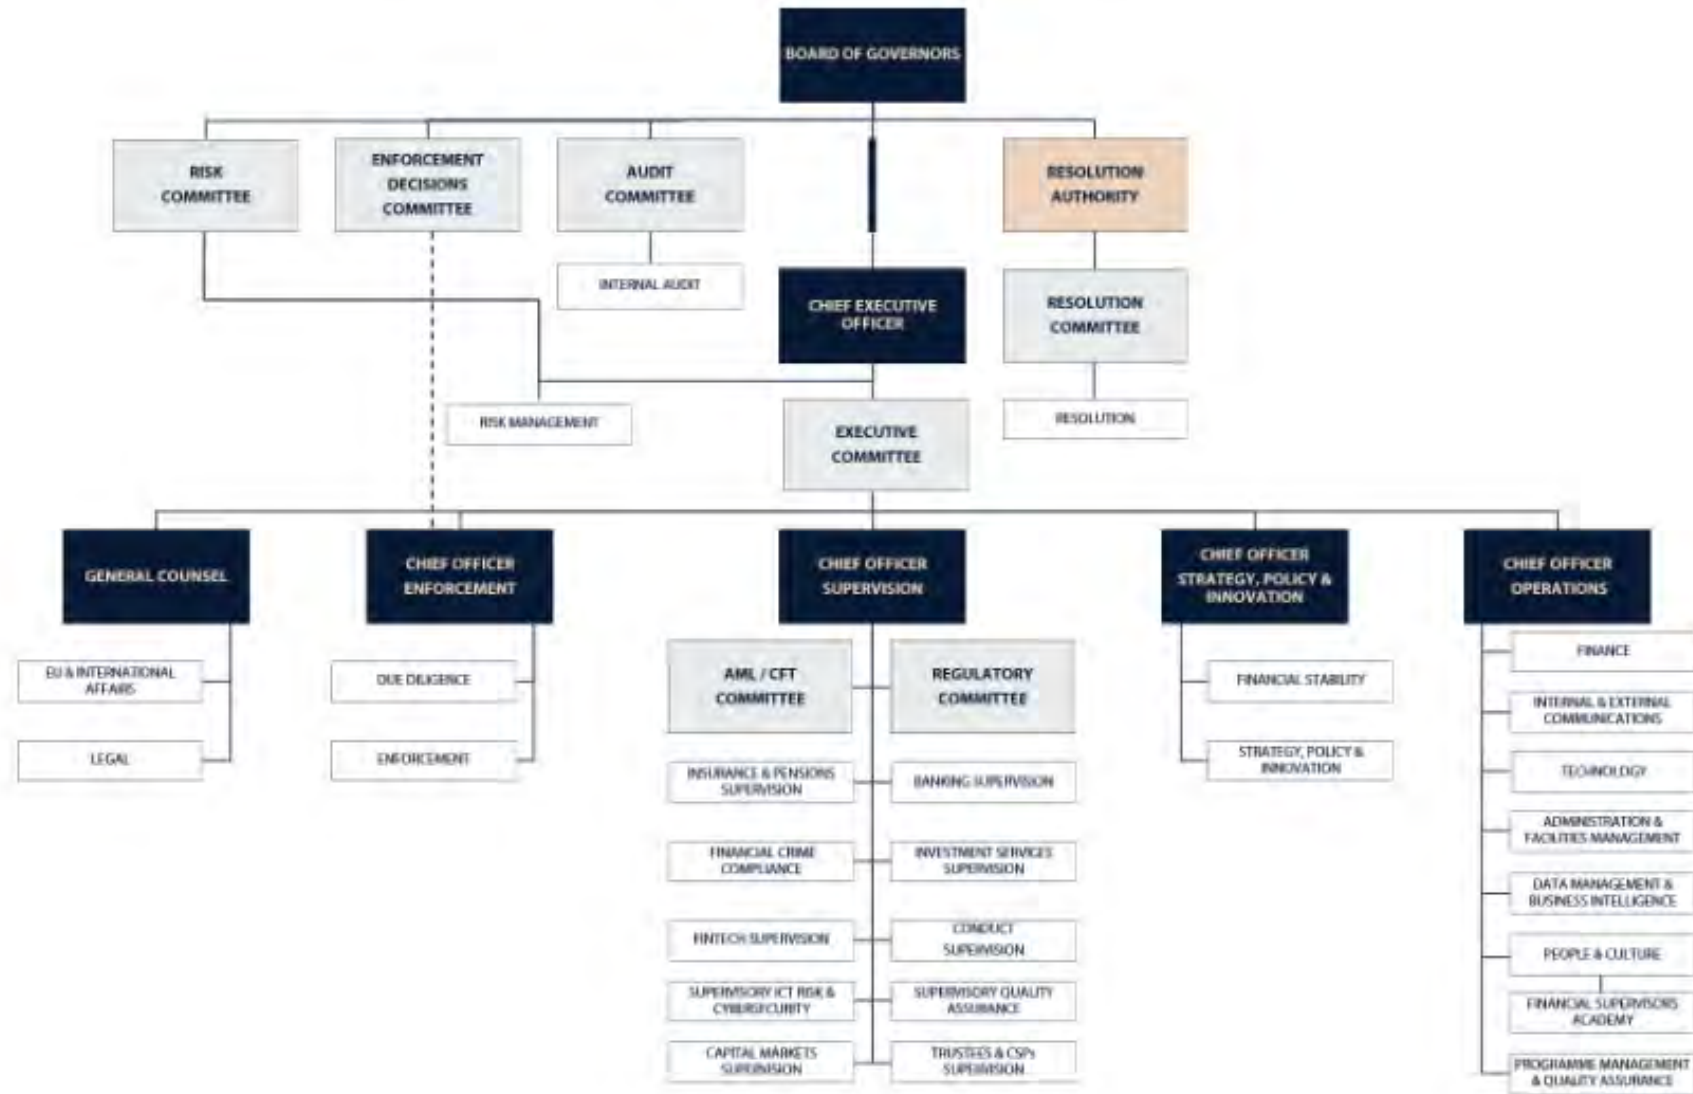 BOARD OF GOVERNORS
RISK
COMMITTEE
ENFORCEMENT
DECISIONS
COMMITTEE
AUDIT
COMMITTEE
RESOLUTION
AUTHORITY
INTERNAL AUDIT
CHIEF EXECUTIVE
OFFICER
RESOLUTION
COMMITTEE
RISK MANAGEMENT
EXECUTIVE
COMMITTEE
RESOLUTION
GENERAL COUNSEL
CHIEF OFFICER
ENFORCEMENT
CHIEF OFFICER
SUPERVISION
CHIEF OFFICER
STRATEGY, POLICY &
INNOVATION
CHIEF OFFICER
OPERATIONS
EU & INTERNATIONAL
AFFAIRS
LEGAL
DUE DILIGENCE
ENFORCEMENT
AML / CFT
COMMITTEE
REGULATORY
COMMITTEE
INSURANCE & PENSIONS
SUPERVISION
BANKING SUPERVISION
FINANCIAL CRIME
COMPLIANCE
INVESTMENT SERVICES
SUPERVISION
FINTECH SUPERVISION
CONDUCT
SUPERVISION
SUPERVISORY ICT RISK &
CYBERSECURITY
SUPERVISORY QUALITY
ASSURANCE
CAPITAL MARKETS
SUPERVISION
TRUSTEES & CSPs
SUPERVISION
FINANCIAL STABILITY
STRATEGY, POLICY &
INNOVATION
FINANCE
INTERNAL & EXTERNAL
COMMUNICATIONS
TECHNOLOGY
ADMINISTRATION &
FACILITIES MANAGEMENT
DATA MANAGEMENT &
BUSINESS INTELLIGENCE
PEOPLE & CULTURE
FINANCIAL SUPERVISORS
ACADEMY
PROGRAMME MANAGEMENT
& QUALITY ASSURANCE